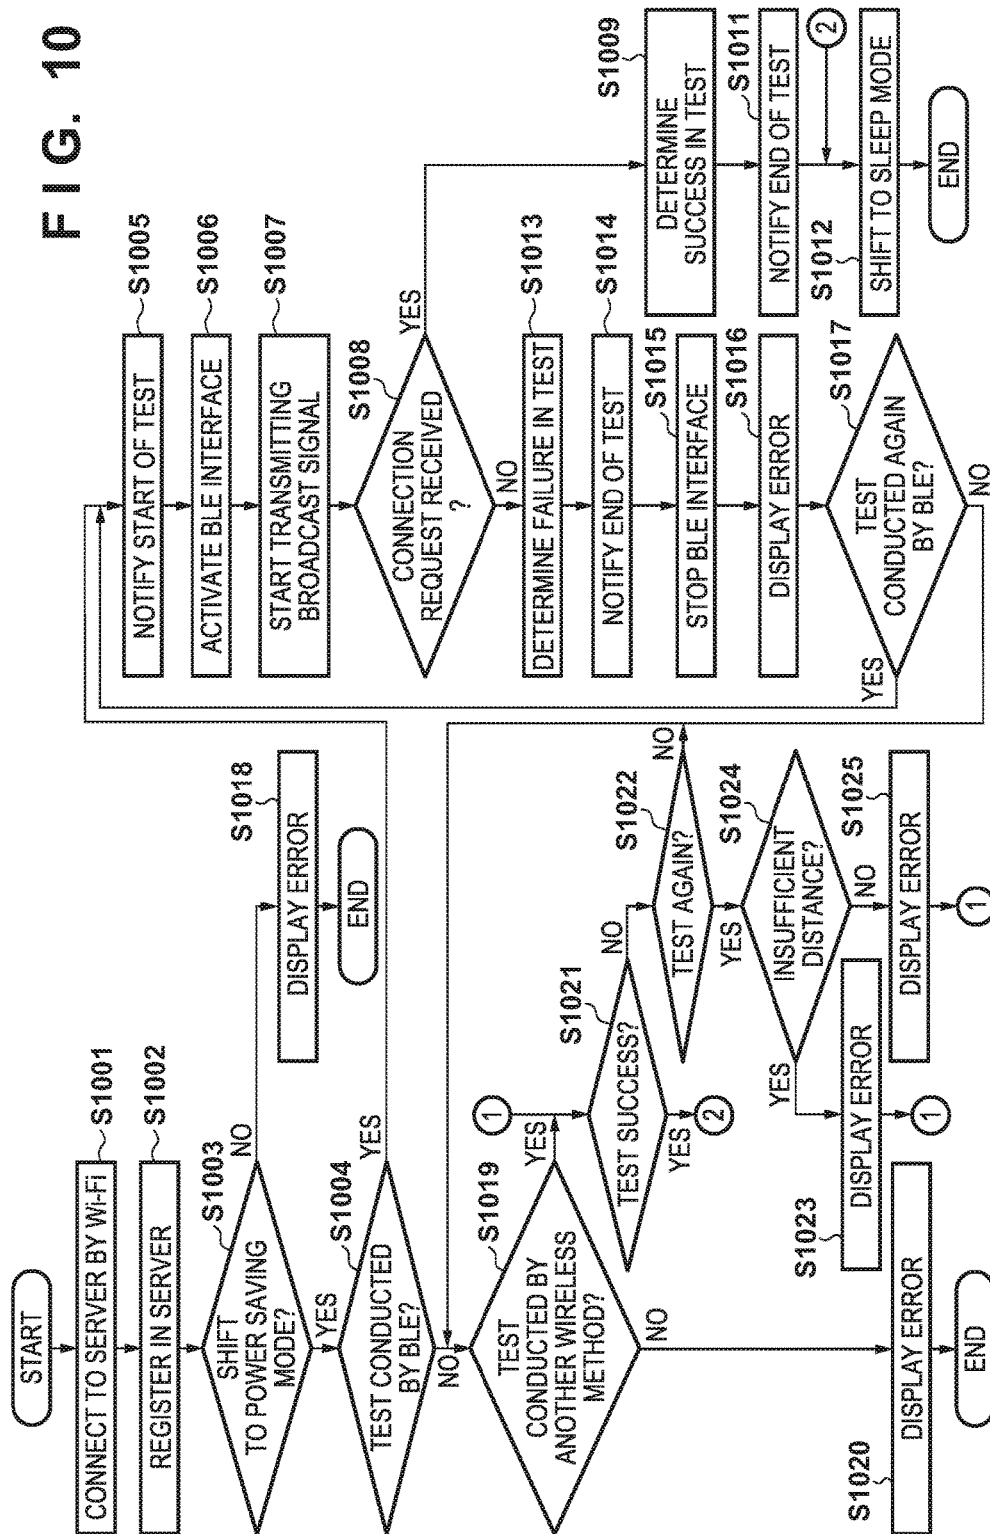 FIG. 10
START
CONNECT TO SERVER BY Wi-Fi
S1001
REGISTER IN SERVER
S1002
SHIFT
TO POWER SAVING
MODE?
S1003
NO
YES
DISPLAY ERROR
S1018
END
TEST CONDUCTED
BY BLE?
S1004
YES
NO
TEST
CONDUCTED BY
ANOTHER WIRELESS
METHOD?
S1019
YES
NO
DISPLAY ERROR
S1020
END
1
TEST SUCCESS?
S1021
NO
YES
2
TEST AGAIN?
S1022
NO
YES
INSUFFICIENT
DISTANCE?
S1024
YES
NO
DISPLAY ERROR
S1023
1
DISPLAY ERROR
S1025
1
NOTIFY START OF TEST
S1005
ACTIVATE BLE INTERFACE
S1006
START TRANSMITTING
BROADCAST SIGNAL
S1007
CONNECTION
REQUEST RECEIVED
?
S1008
YES
NO
DETERMINE FAILURE IN TEST
S1013
NOTIFY END OF TEST
S1014
STOP BLE INTERFACE
S1015
DISPLAY ERROR
S1016
TEST
CONDUCTED AGAIN
BY BLE?
S1017
YES
NO
DETERMINE
SUCCESS IN TEST
S1009
NOTIFY END OF TEST
S1011
2
SHIFT TO SLEEP MODE
S1012
END